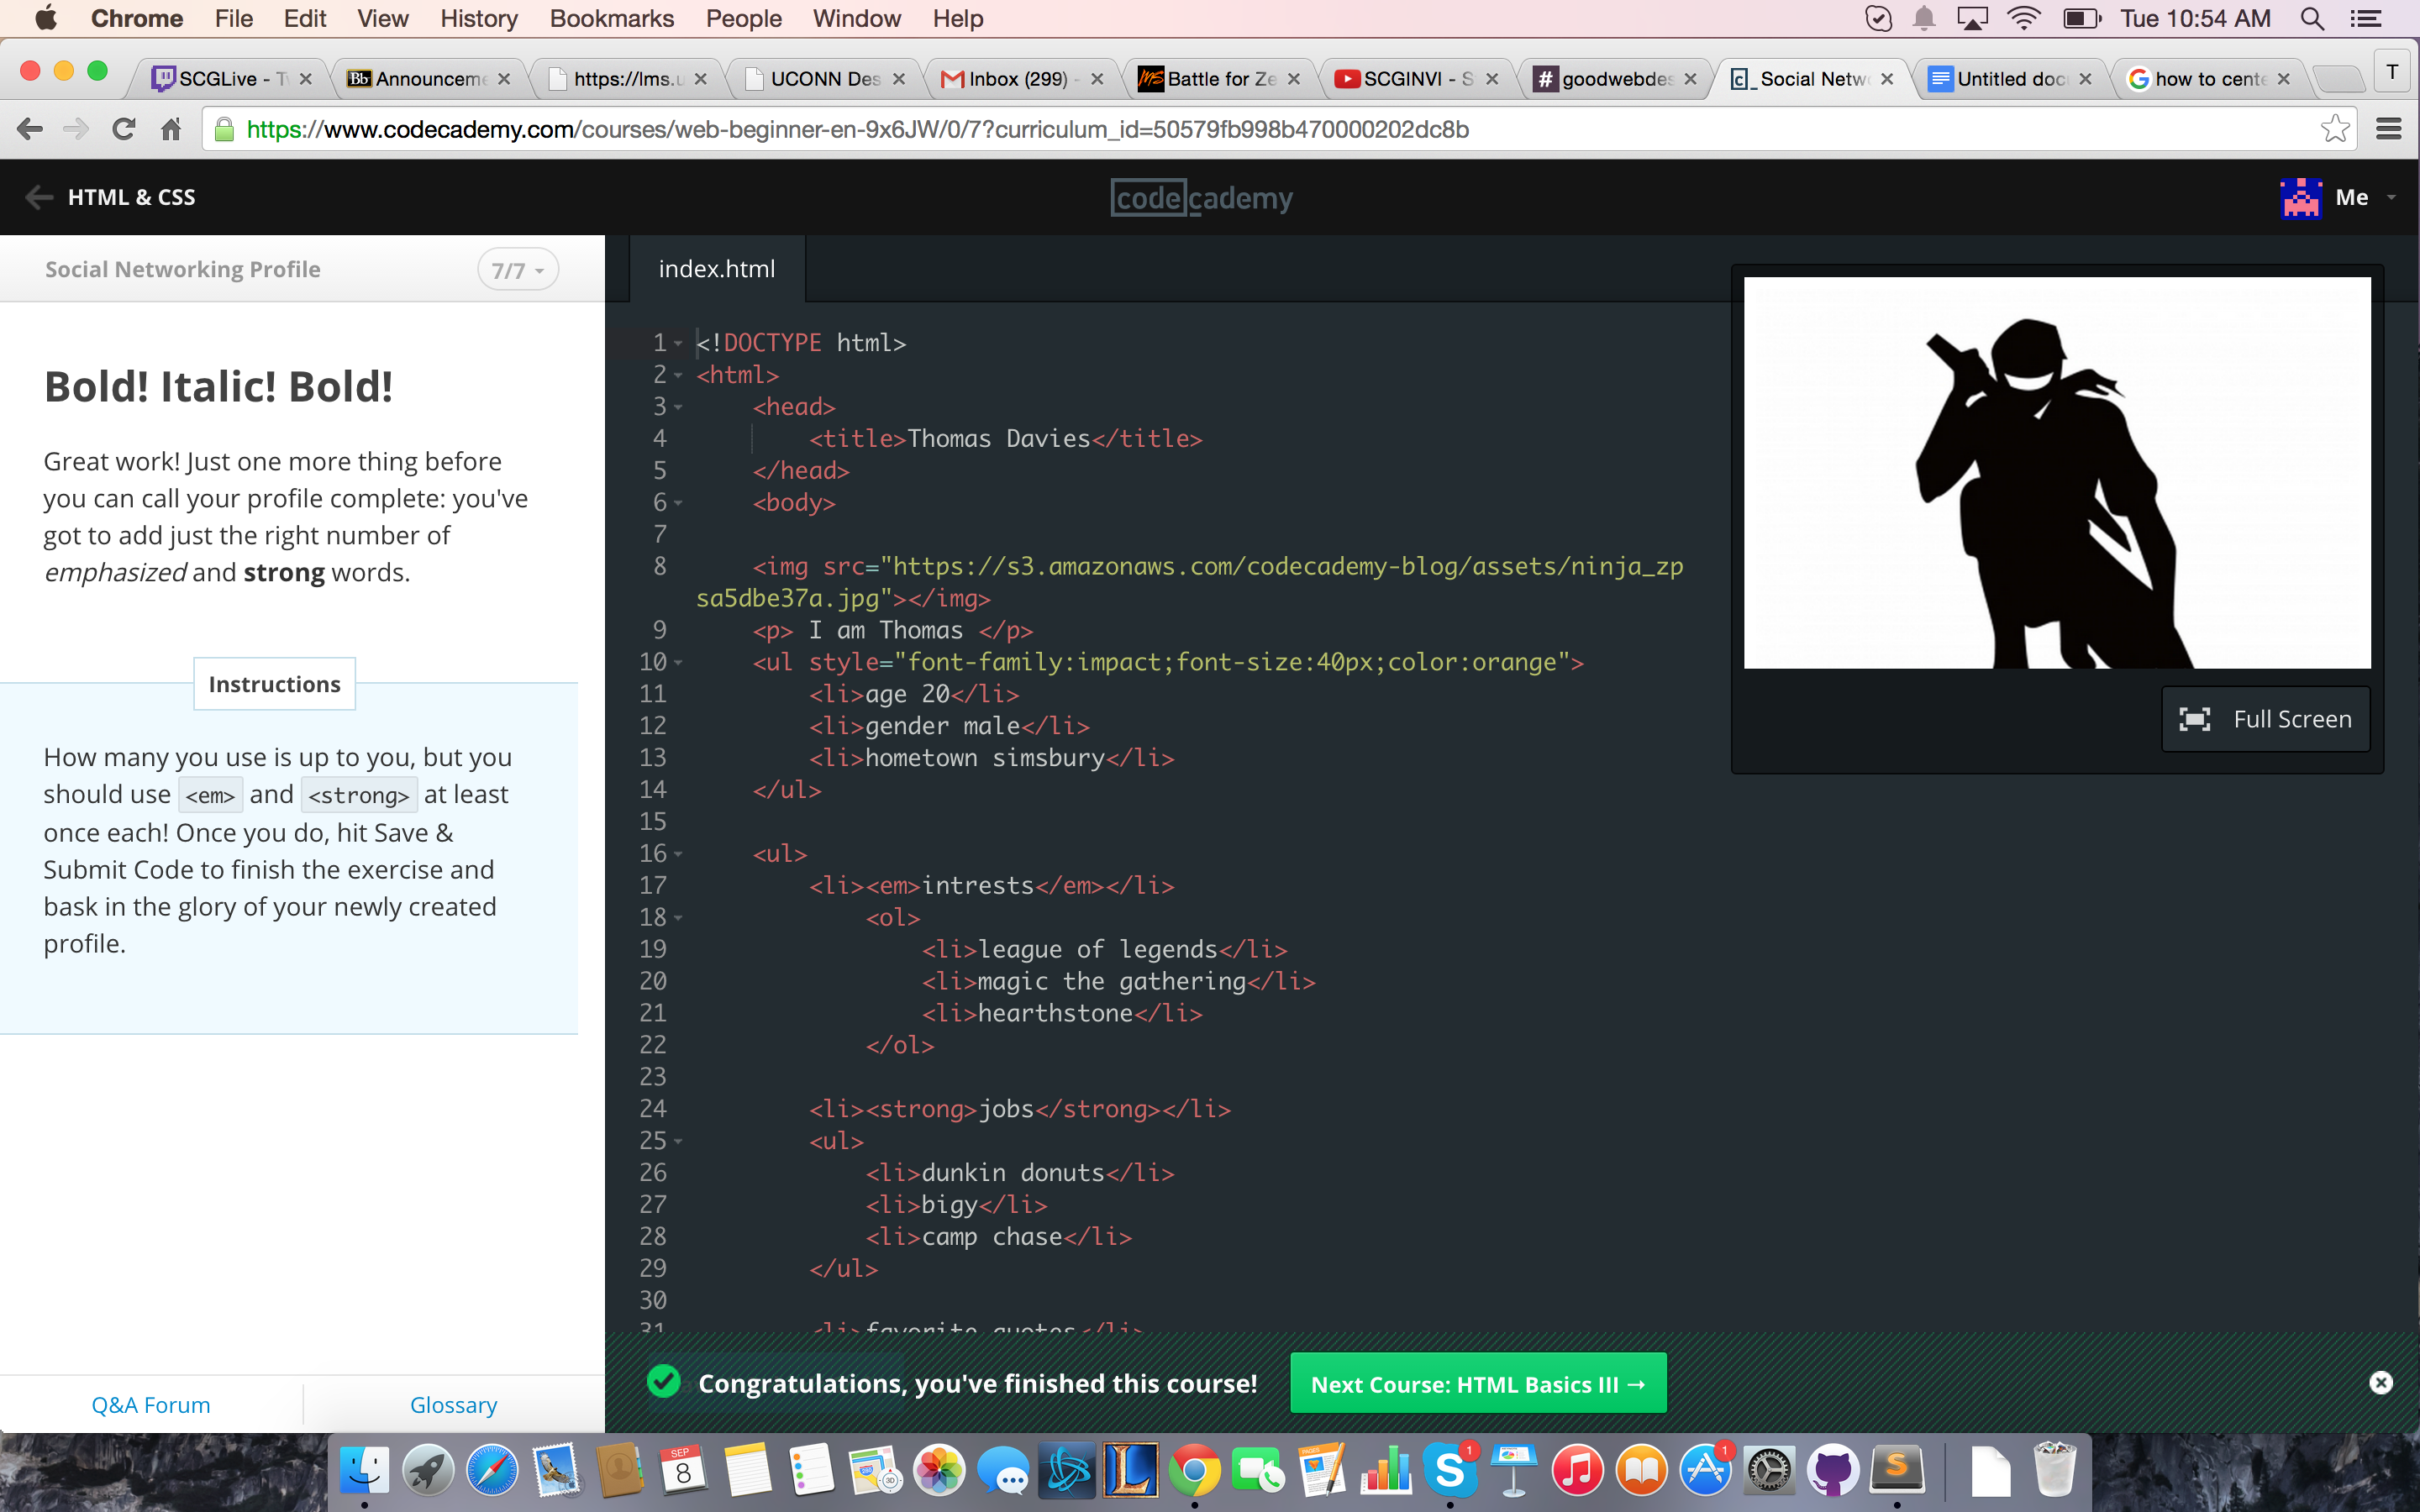 Chrome File Edit View History Bookmarks People Window Help Tue 10:54 AM
SCGLive - Tw Announceme https://lms.u UCONN Des Inbox (299) - Battle for Ze SCGINVI - S goodwebdes Social Netwo Untitled doc how to cente T
https://www.codecademy.com/courses/web-beginner-en-9x6JW/0/7?curriculum_id=50579fb998b470000202dc8b
HTML & CSS
codecademy
Me
Social Networking Profile
7/7
Bold! Italic! Bold!
Great work! Just one more thing before
you can call your profile complete: you've
got to add just the right number of
emphasized and strong words.
Instructions
How many you use is up to you, but you
should use <em> and <strong> at least
once each! Once you do, hit Save &
Submit Code to finish the exercise and
bask in the glory of your newly created
profile.
Q&A Forum
Glossary
index.html
1 <!DOCTYPE html>
2 <html>
3 <head>
4 <title>Thomas Davies</title>
5 </head>
6 <body>
7
8 <img src="https://s3.amazonaws.com/codecademy-blog/assets/ninja_zp
sa5dbe37a.jpg"></img>
9 <p> I am Thomas </p>
10 <ul style="font-family:impact;font-size:40px;color:orange">
11 <li>age 20</li>
12 <li>gender male</li>
13 <li>hometown simsbury</li>
14 </ul>
15
16 <ul>
17 <li><em>intrests</em></li>
18 <ol>
19 <li>league of legends</li>
20 <li>magic the gathering</li>
21 <li>hearthstone</li>
22 </ol>
23
24 <li><strong>jobs</strong></li>
25 <ul>
26 <li>dunkin donuts</li>
27 <li>bigy</li>
28 <li>camp chase</li>
29 </ul>
30
31 <li>favorite quotes</li>
Full Screen
Congratulations, you've finished this course!
Next Course: HTML Basics III →
SEP
8
1
1